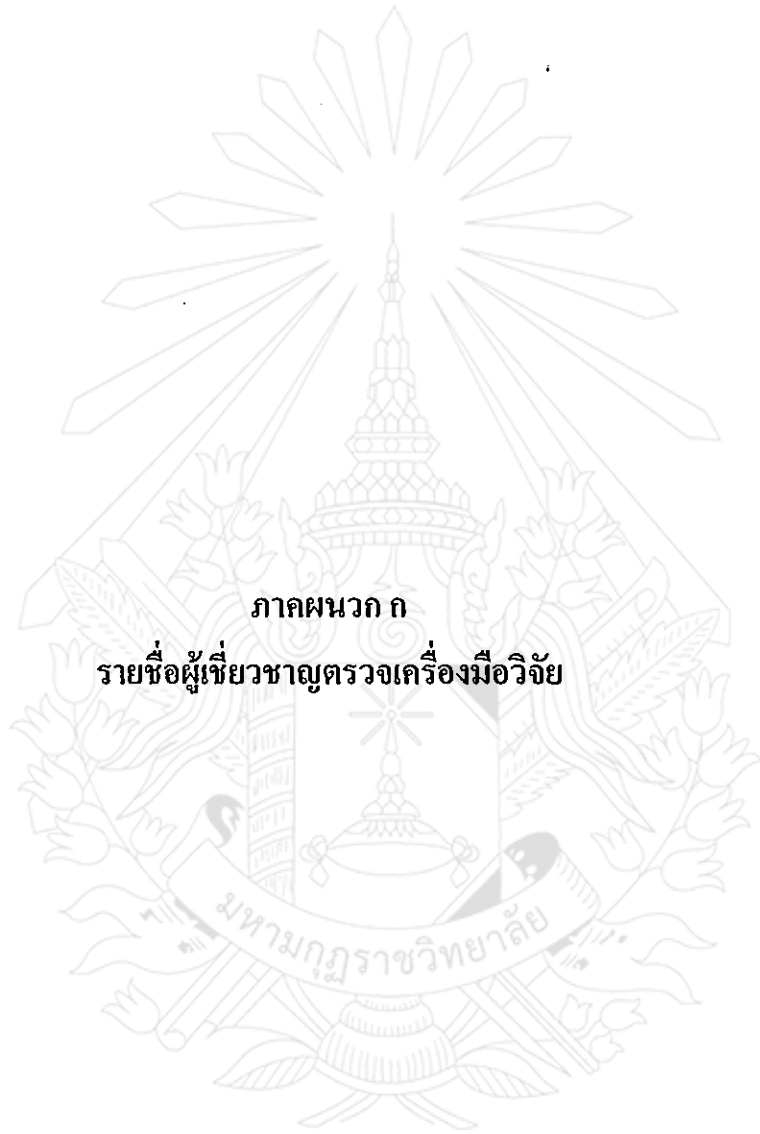 ภาคผนวก ก
รายชื่อผู้เชี่ยวชาญตรวจเครื่องมือวิจัย
มหามกุฏราชวิทยาลัย